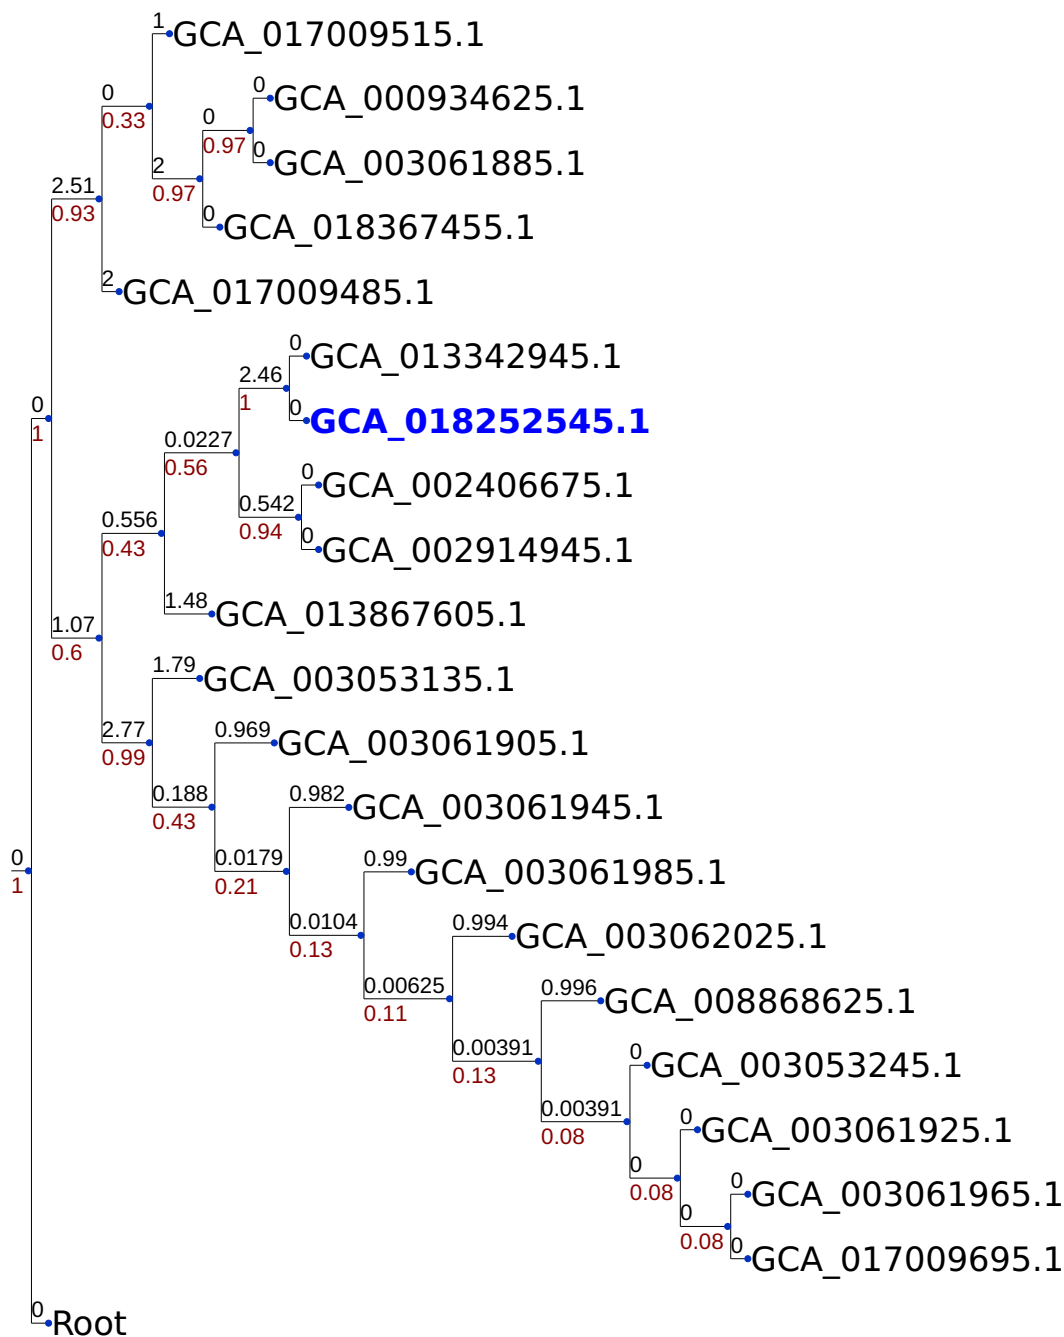 1
GCA_017009515.1
0
0.33
0
GCA_000934625.1
0
0.97
0
GCA_003061885.1
2
0.97
0
GCA_018367455.1
2.51
0.93
2
GCA_017009485.1
0
GCA_013342945.1
2.46
1
0
GCA_018252545.1
0
1
0.0227
0.56
0
GCA_002406675.1
0.542
0.94
0
GCA_002914945.1
0.556
0.43
1.48
GCA_013867605.1
1.07
0.6
1.79
GCA_003053135.1
2.77
0.99
0.969
GCA_003061905.1
0.188
0.43
0.982
GCA_003061945.1
0.0179
0.21
0.99
GCA_003061985.1
0
1
0.0104
0.13
0.994
GCA_003062025.1
0.00625
0.11
0.996
GCA_008868625.1
0.00391
0.13
0
GCA_003053245.1
0.00391
0.08
0
GCA_003061925.1
0
0.08
0
GCA_003061965.1
0
0.08
0
GCA_017009695.1
0
Root